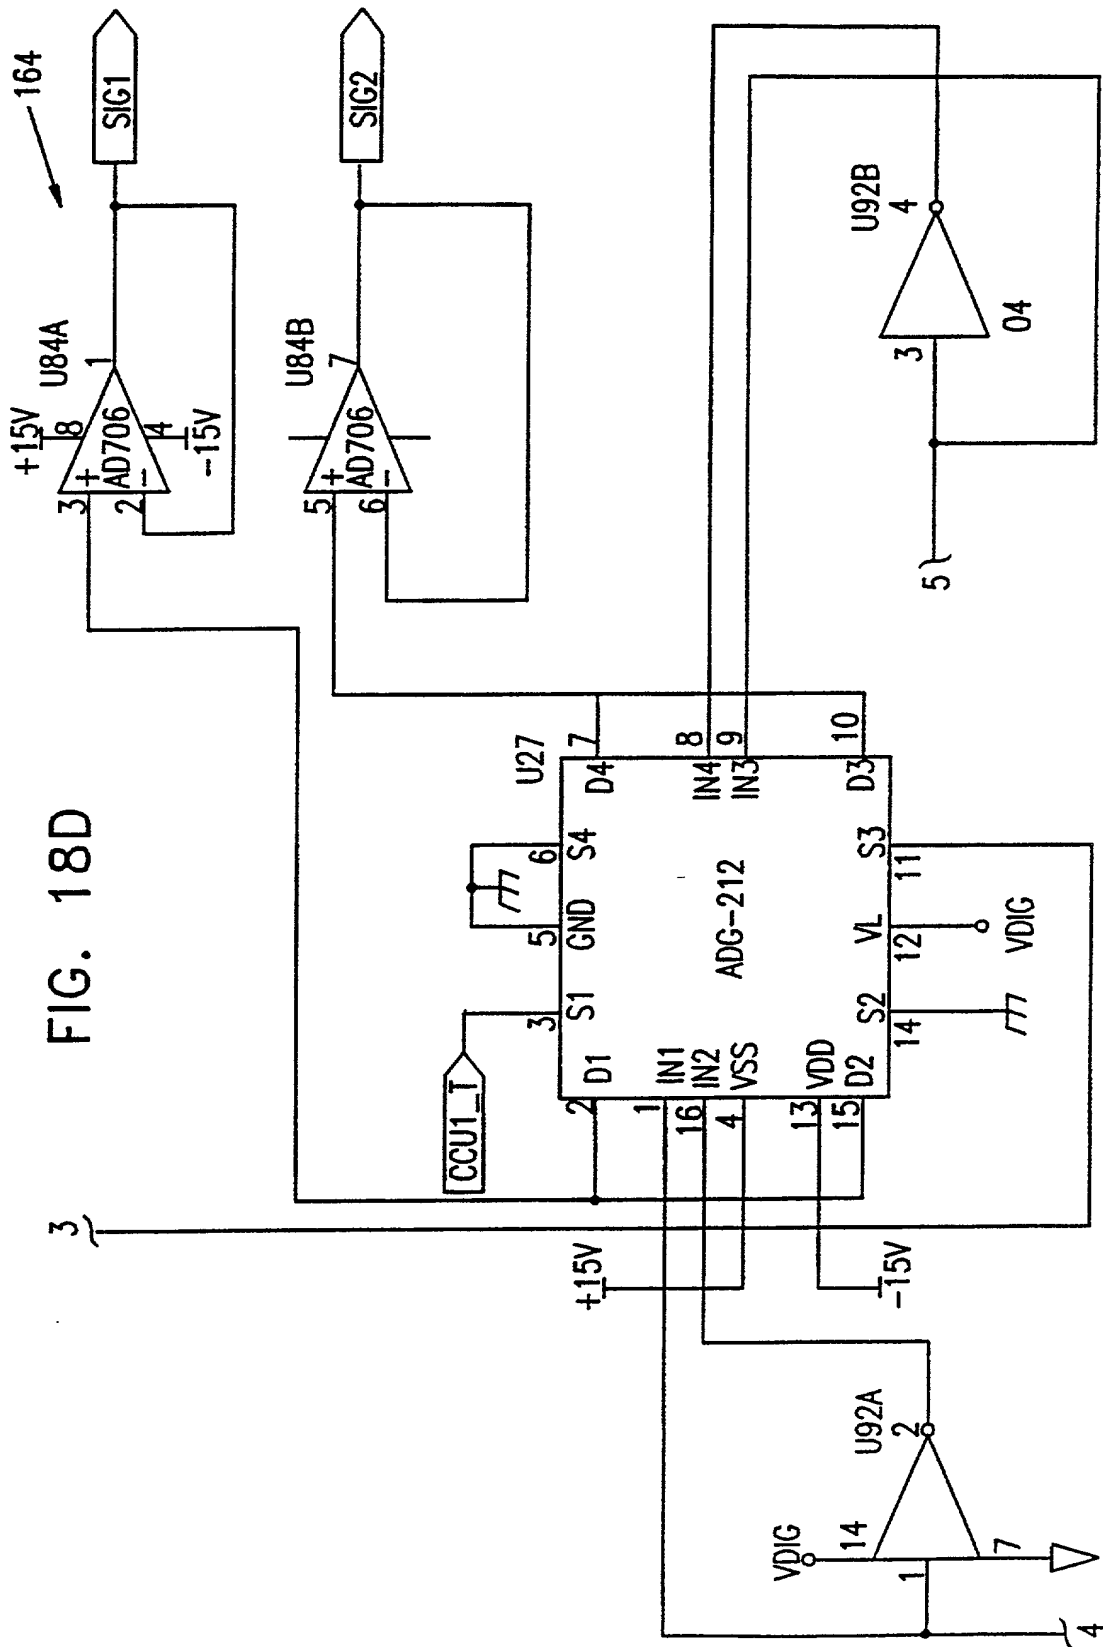 FIG. 18D
164
SIG1
SIG2
+15V
8
U84A
1
3
+
AD706
2
-
4
-15V
U84B
7
5
+
AD706
6
-
U92B
4
3
04
5
3
CCU1_T
U27
3
5
6
S1
GND
S4
2
D1
D4
7
1
IN1
16
IN2
4
VSS
ADG-212
IN4
8
IN3
9
13
VDD
15
D2
D3
10
S2
VL
S3
14
12
11
VDIG
+15V
-15V
U92A
2
VDIG
14
1
7
4